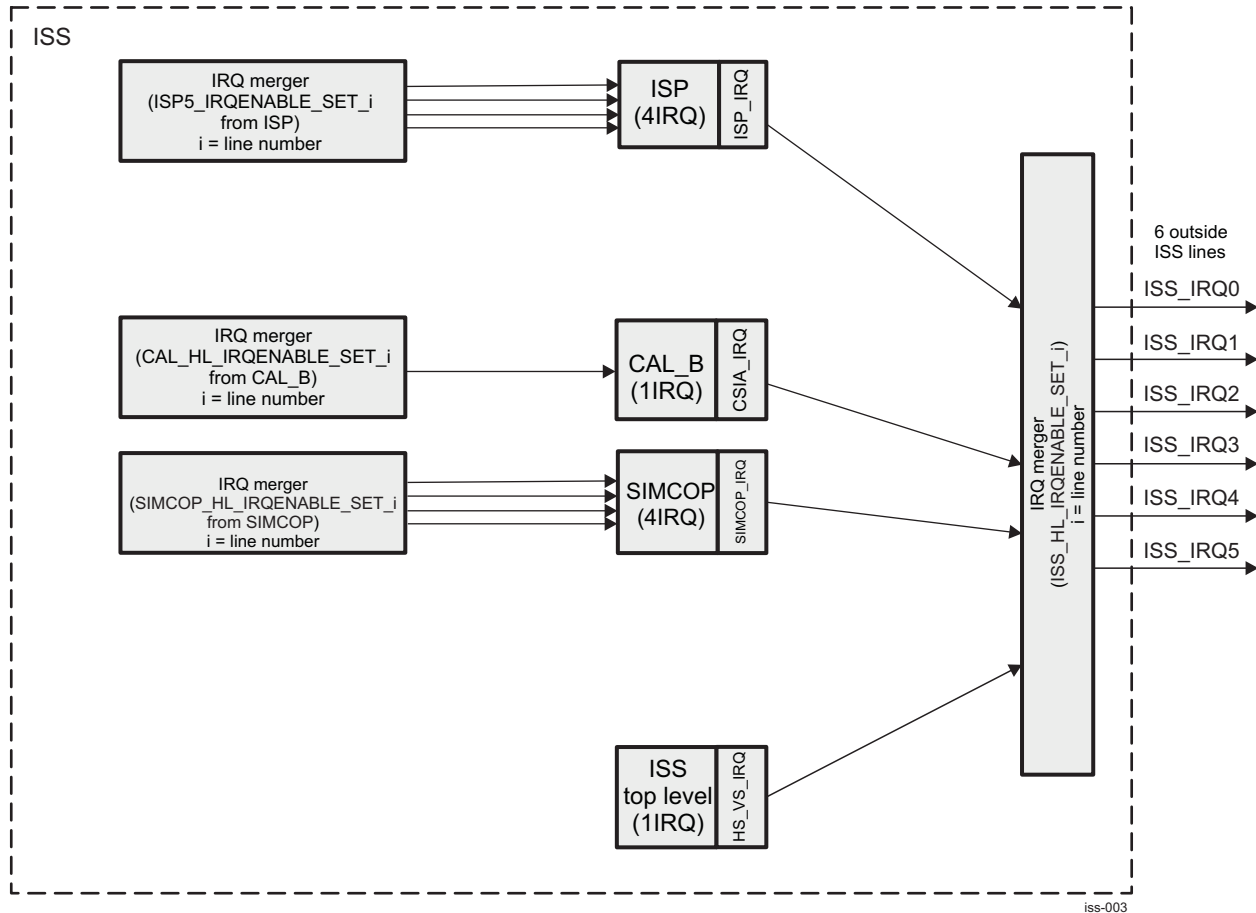 ISS
IRQ merger
(ISP5_IRQENABLE_SET_i
from ISP)
i = line number
ISP
(4IRQ)
ISP_IRQ
IRQ merger
(CAL_HL_IRQENABLE_SET_i
from CAL_B)
i = line number
CAL_B
(1IRQ)
CSIA_IRQ
IRQ merger
(SIMCOP_HL_IRQENABLE_SET_i
from SIMCOP)
i = line number
SIMCOP
(4IRQ)
SIMCOP_IRQ
ISS
top level
(1IRQ)
HS_VS_IRQ
IRQ merger
(ISS_HL_IRQENABLE_SET_i)
i = line number
6 outside
ISS lines
ISS_IRQ0
ISS_IRQ1
ISS_IRQ2
ISS_IRQ3
ISS_IRQ4
ISS_IRQ5
iss-003